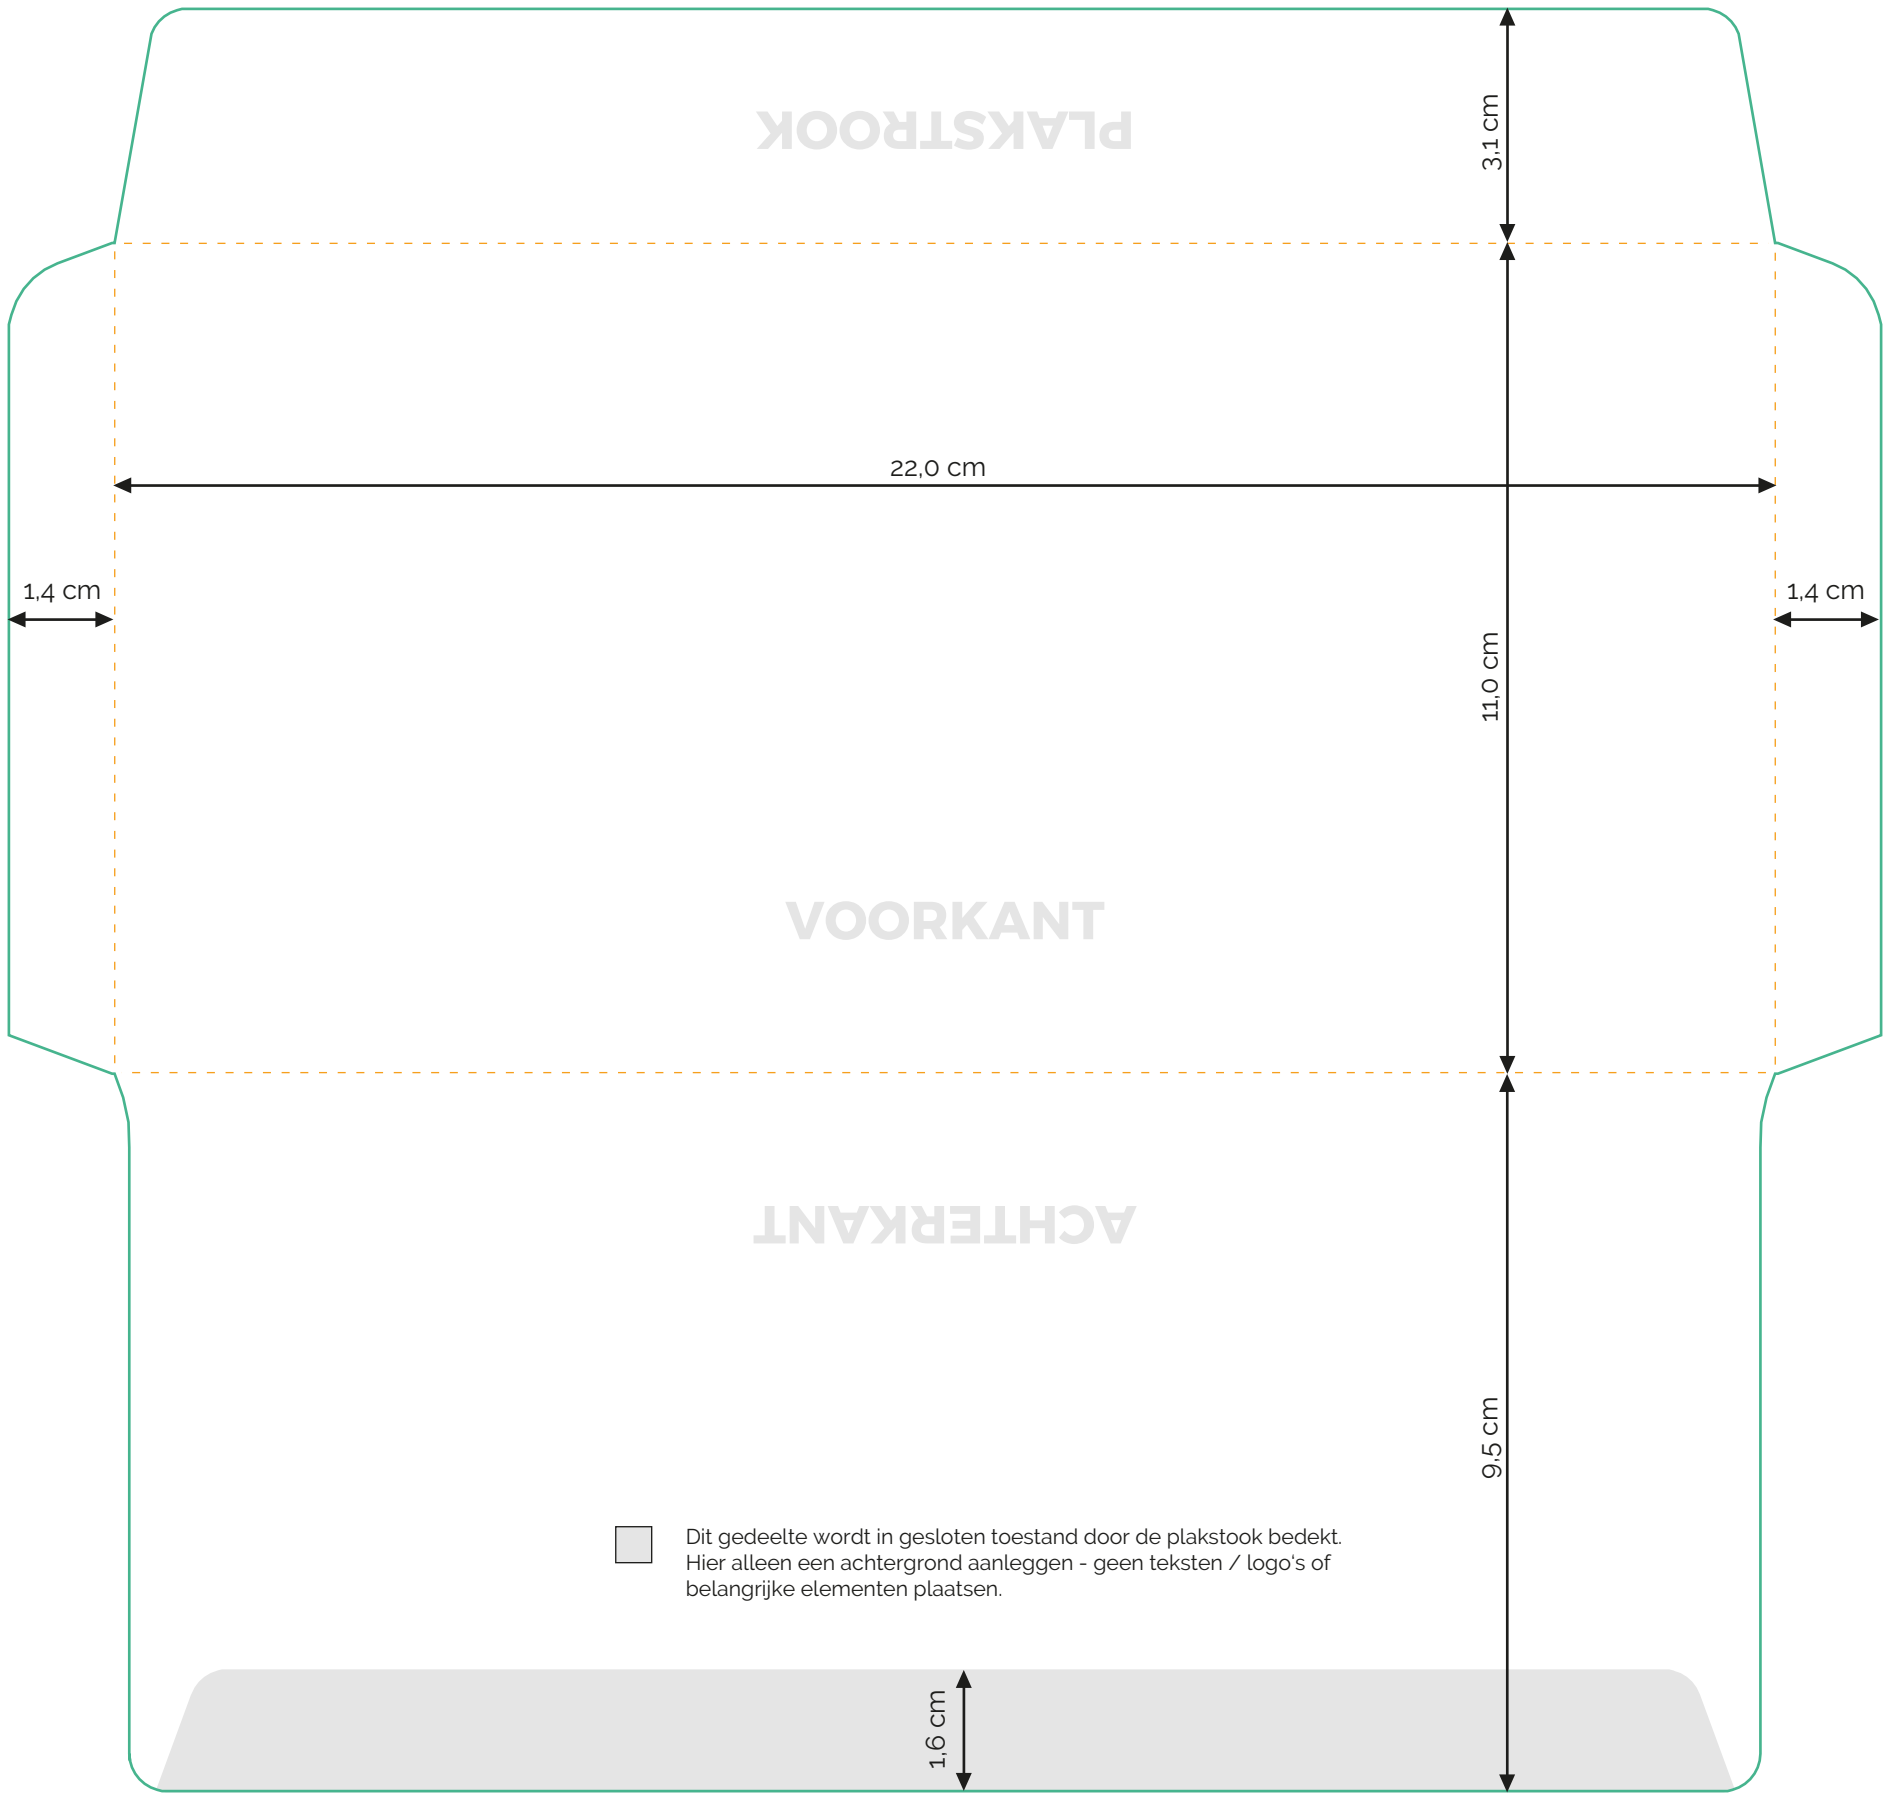 PLAKSTROOK
3,1 cm
22,0 cm
1,4 cm
1,4 cm
11,0 cm
VOORKANT
ACHTERKANT
9,5 cm
Dit gedeelte wordt in gesloten toestand door de plakstook bedekt.
Hier alleen een achtergrond aanleggen - geen teksten / logo‘s of
belangrijke elementen plaatsen.
1,6 cm